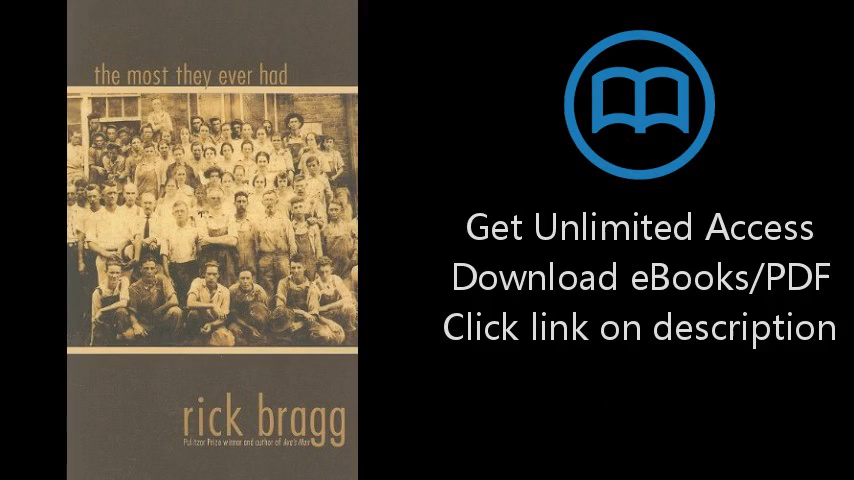 the most they ever had
rick bragg
Pulitzer Prize winner and author of Ava's Man
Get Unlimited Access
Download eBooks/PDF
Click link on description